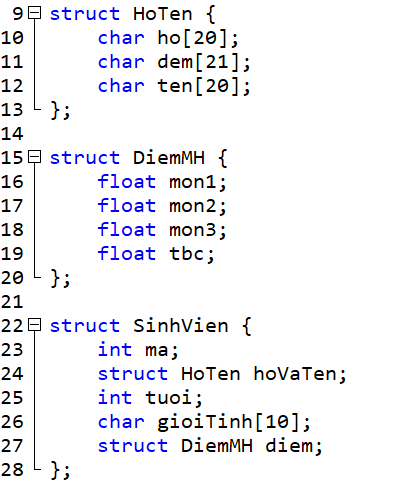 9 struct HoTen {
10 char ho[20];
11 char dem[21];
12 char ten[20];
13 };
14
15 struct DiemMH {
16 float mon1;
17 float mon2;
18 float mon3;
19 float tbc;
20 };
21
22 struct SinhVien {
23 int ma;
24 struct HoTen hoVaTen;
25 int tuoi;
26 char gioiTinh[10];
27 struct DiemMH diem;
28 };